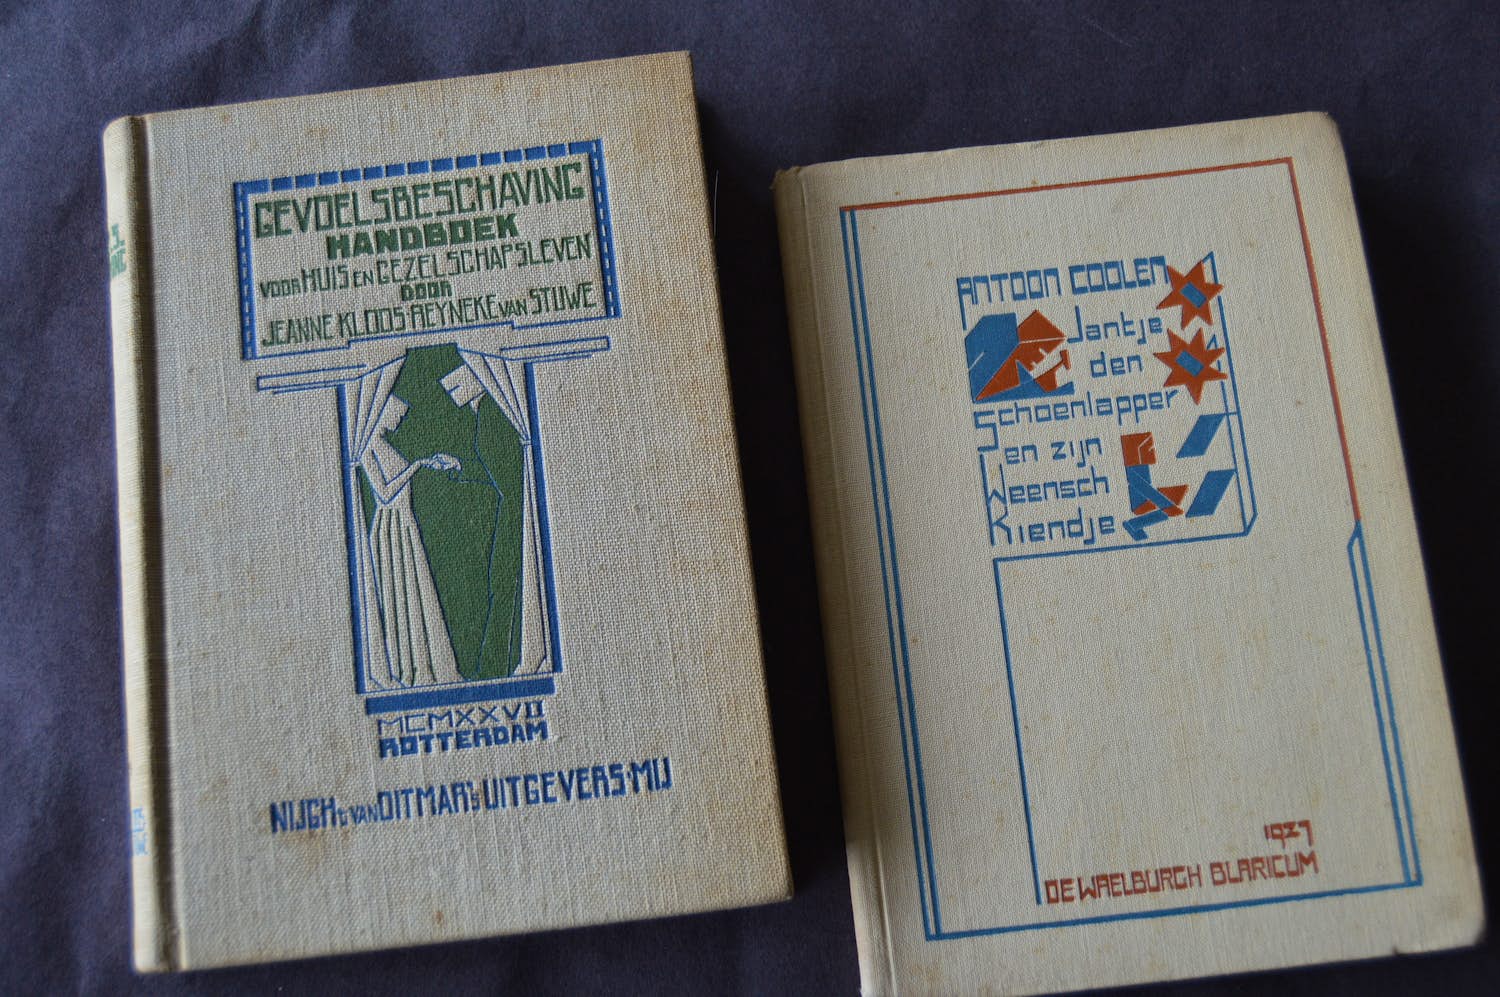 GEVOELSBESCHAVING
HANDBOEK
VOOR HUIS EN GEZELSCHAPSLEVEN
DOOR
JEANNE KLOOS REYNEKE VAN STUWE
MCMXXVII
ROTTERDAM
NIJGH & VAN DITMAR'S UITGEVERS-MIJ
ANTOON COOLEN
Jantje
den
Schoenlapper
en zijn
Weensch
Kiendje
1927
DE WAELBURGH BLARICUM